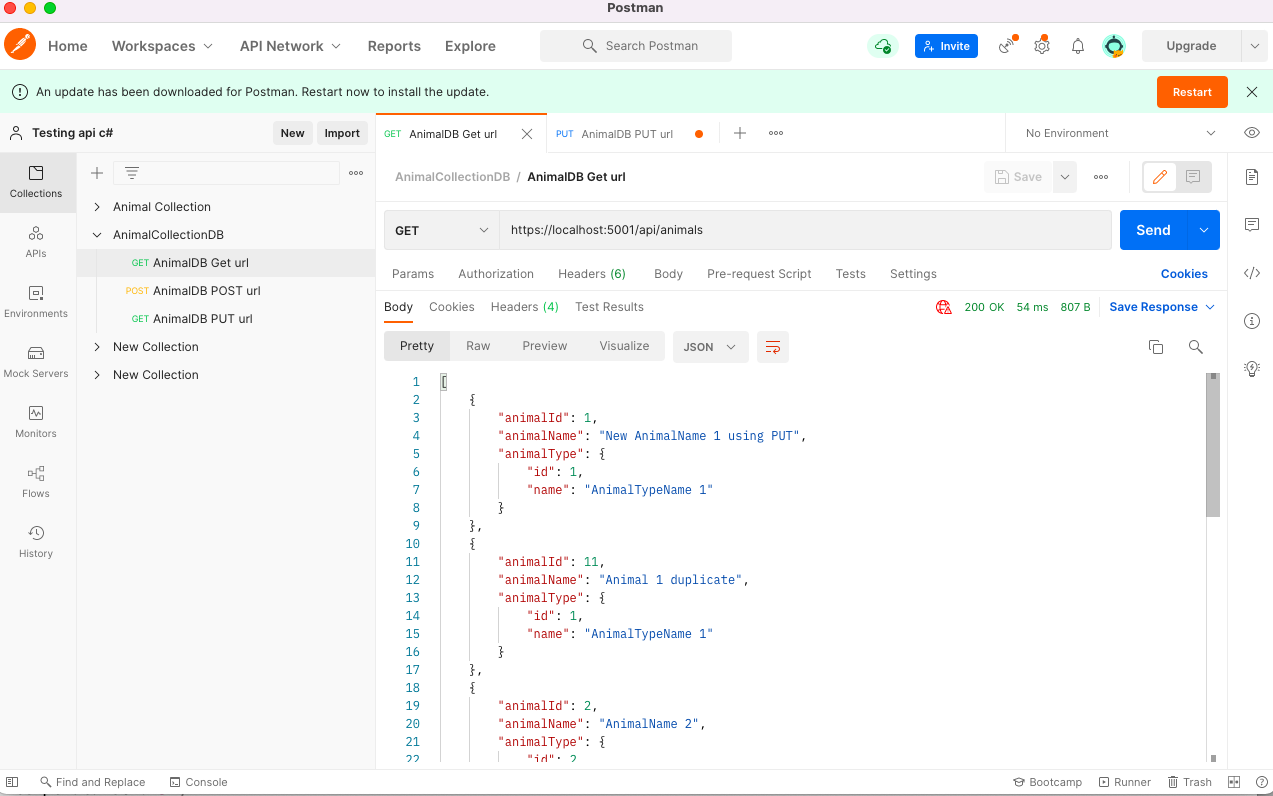 Postman
Home Workspaces API Network Reports Explore Search Postman Invite Upgrade
An update has been downloaded for Postman. Restart now to install the update. Restart
Testing api c# New Import GET AnimalDB Get url PUT AnimalDB PUT url No Environment
Collections
APIs
Environments
Mock Servers
Monitors
Flows
History
Animal Collection
AnimalCollectionDB
GET AnimalDB Get url
POST AnimalDB POST url
GET AnimalDB PUT url
New Collection
New Collection
AnimalCollectionDB / AnimalDB Get url Save
GET https://localhost:5001/api/animals Send
Params Authorization Headers (6) Body Pre-request Script Tests Settings Cookies
Body Cookies Headers (4) Test Results 200 OK 54 ms 807 B Save Response
Pretty Raw Preview Visualize JSON
1 [
2 {
3 "animalId": 1,
4 "animalName": "New AnimalName 1 using PUT",
5 "animalType": {
6 "id": 1,
7 "name": "AnimalTypeName 1"
8 }
9 },
10 {
11 "animalId": 11,
12 "animalName": "Animal 1 duplicate",
13 "animalType": {
14 "id": 1,
15 "name": "AnimalTypeName 1"
16 }
17 },
18 {
19 "animalId": 2,
20 "animalName": "AnimalName 2",
21 "animalType": {
22 "id": 2
Find and Replace Console Bootcamp Runner Trash